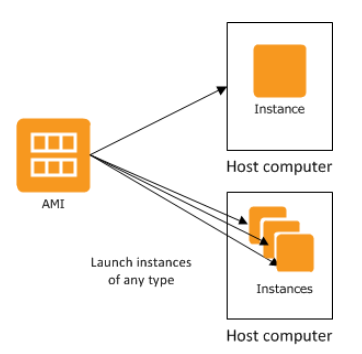 Instance
Host computer
AMI
Launch instances
of any type
Instances
Host computer